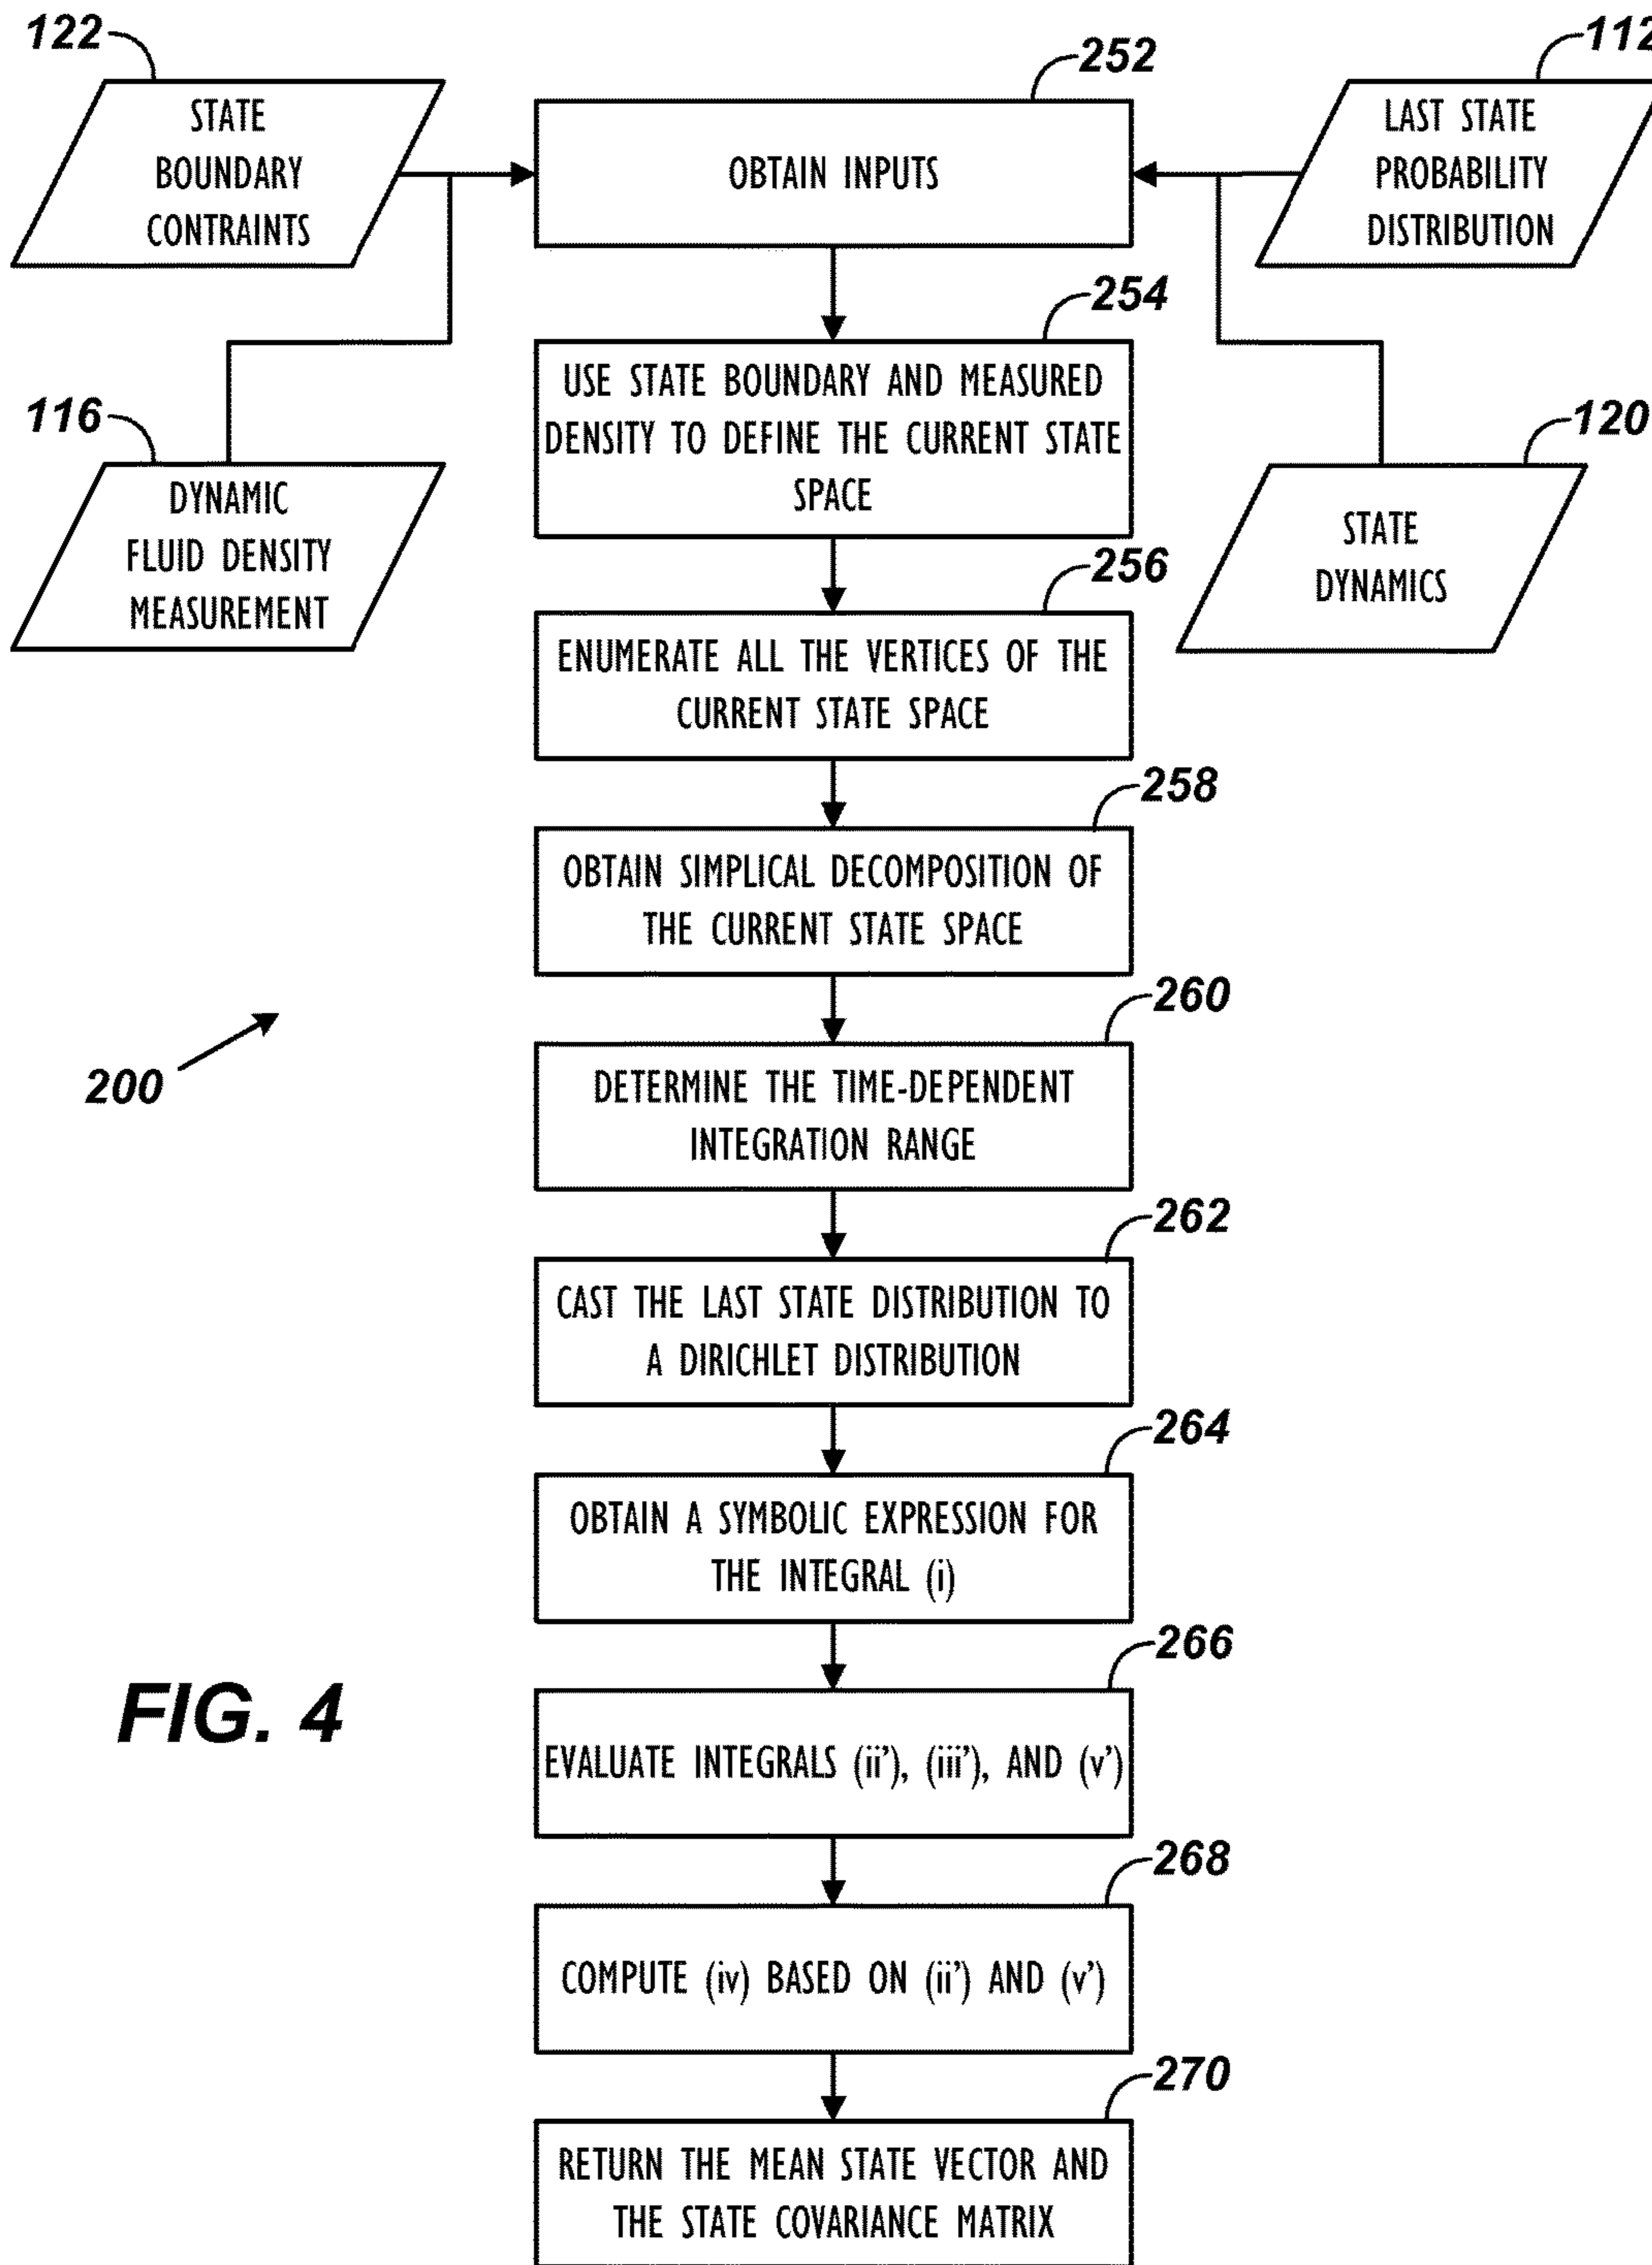 122
252
112
STATE
BOUNDARY
CONTRAINTS
OBTAIN INPUTS
LAST STATE
PROBABILITY
DISTRIBUTION
254
USE STATE BOUNDARY AND MEASURED
DENSITY TO DEFINE THE CURRENT STATE
SPACE
116
DYNAMIC
FLUID DENSITY
MEASUREMENT
120
STATE
DYNAMICS
256
ENUMERATE ALL THE VERTICES OF THE
CURRENT STATE SPACE
258
OBTAIN SIMPLICAL DECOMPOSITION OF
THE CURRENT STATE SPACE
260
DETERMINE THE TIME-DEPENDENT
INTEGRATION RANGE
200
262
CAST THE LAST STATE DISTRIBUTION TO
A DIRICHLET DISTRIBUTION
264
OBTAIN A SYMBOLIC EXPRESSION FOR
THE INTEGRAL (i)
266
EVALUATE INTEGRALS (ii’), (iii’), AND (v’)
FIG. 4
268
COMPUTE (iv) BASED ON (ii’) AND (v’)
270
RETURN THE MEAN STATE VECTOR AND
THE STATE COVARIANCE MATRIX